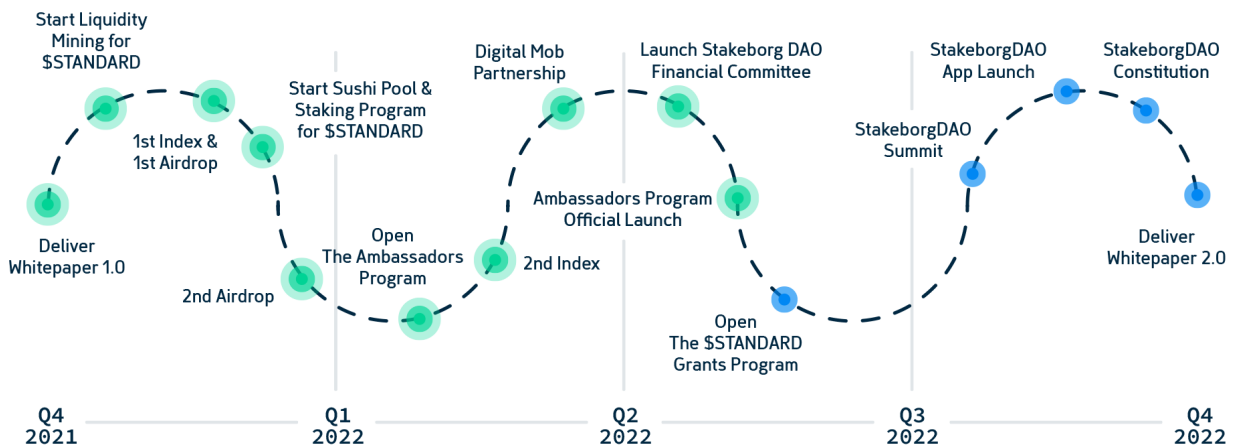 Start Liquidity
Mining for
$STANDARD
1st Index &
1st Airdrop
Start Sushi Pool &
Staking Program
for $STANDARD
Deliver
Whitepaper 1.0
2nd Airdrop
Open
The Ambassadors
Program
2nd Index
Digital Mob
Partnership
Launch Stakeborg DAO
Financial Committee
Ambassadors Program
Official Launch
Open
The $STANDARD
Grants Program
StakeborgDAO
Summit
StakeborgDAO
App Launch
StakeborgDAO
Constitution
Deliver
Whitepaper 2.0
Q4
2021
Q1
2022
Q2
2022
Q3
2022
Q4
2022